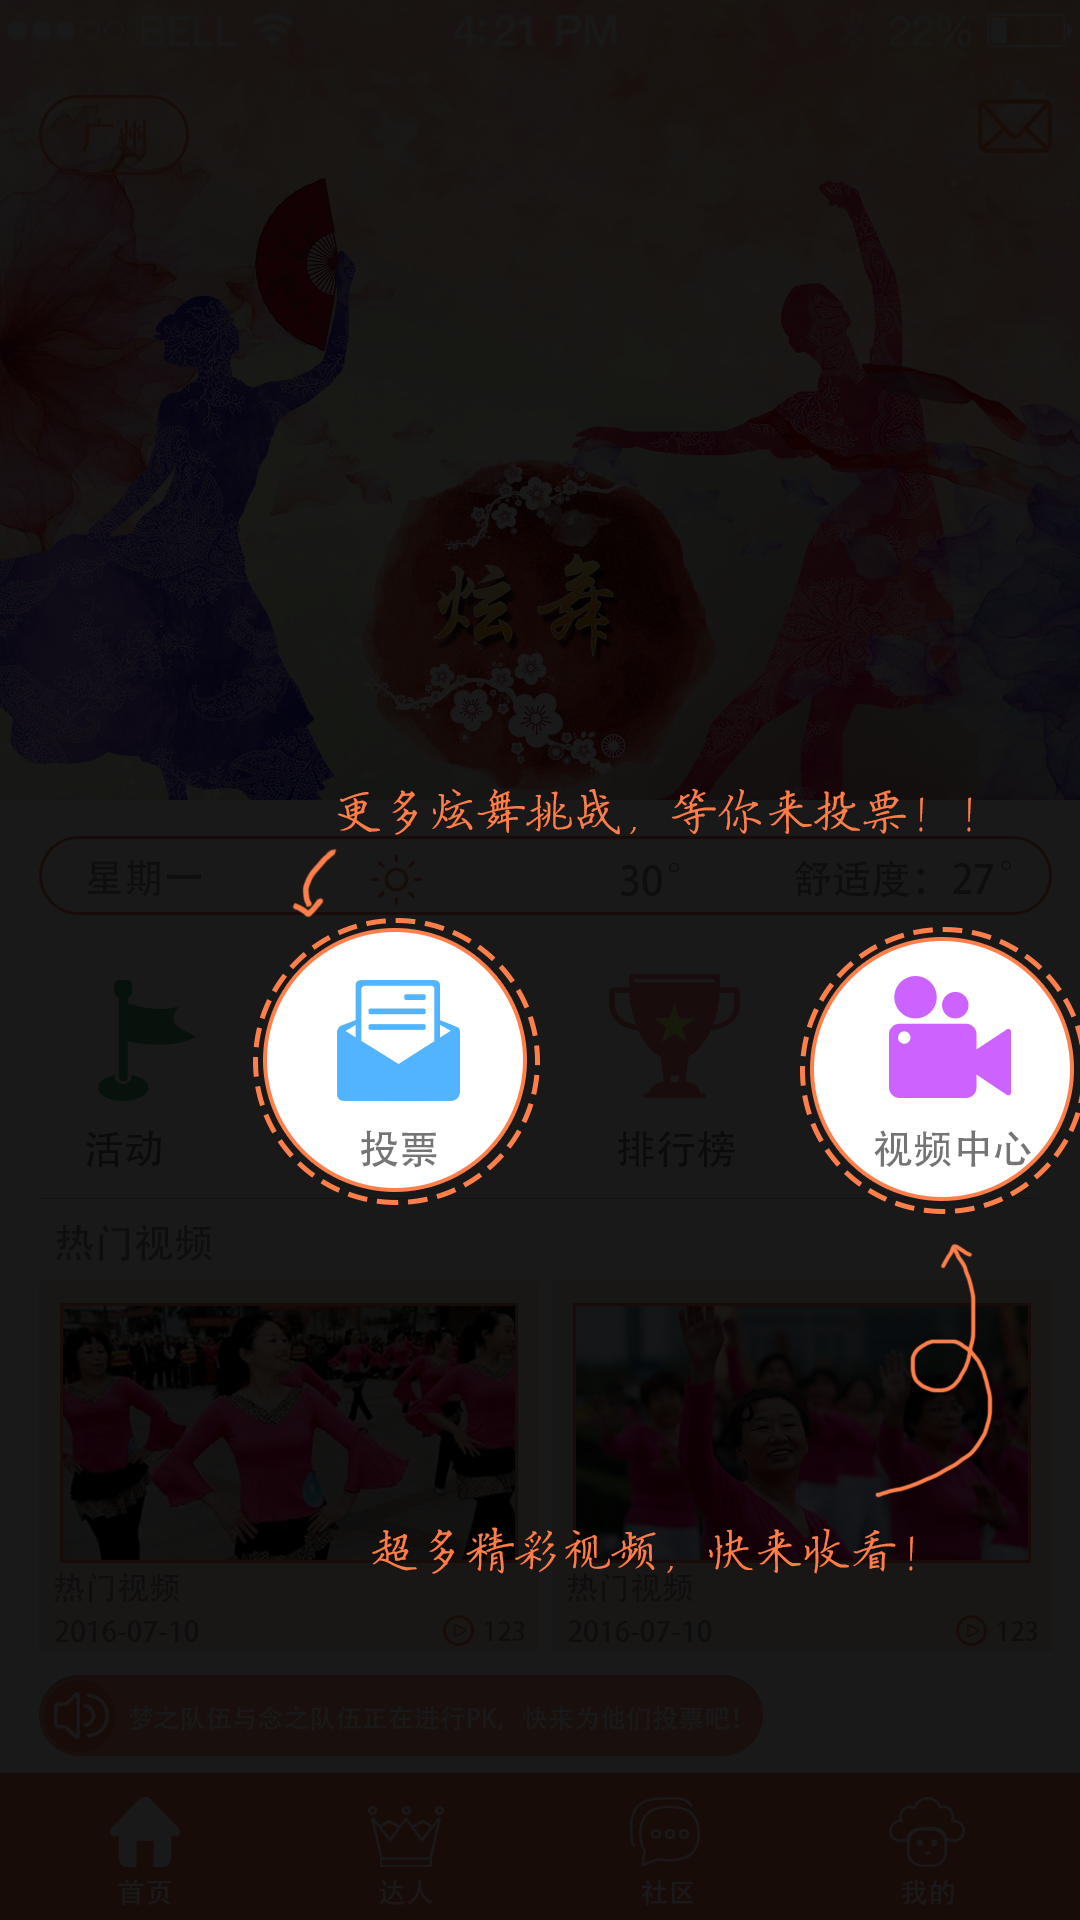 BELL 4:21 PM 22%
广州
炫舞
更多炫舞挑战，等你来投票！！
星期一 30° 舒适度：27°
活动 投票 排行榜 视频中心
热门视频
超多精彩视频，快来收看！
热门视频 热门视频
2016-07-10 123 2016-07-10 123
梦之队伍与念之队伍正在进行PK，快来为他们投票吧！
首页 达人 社区 我的